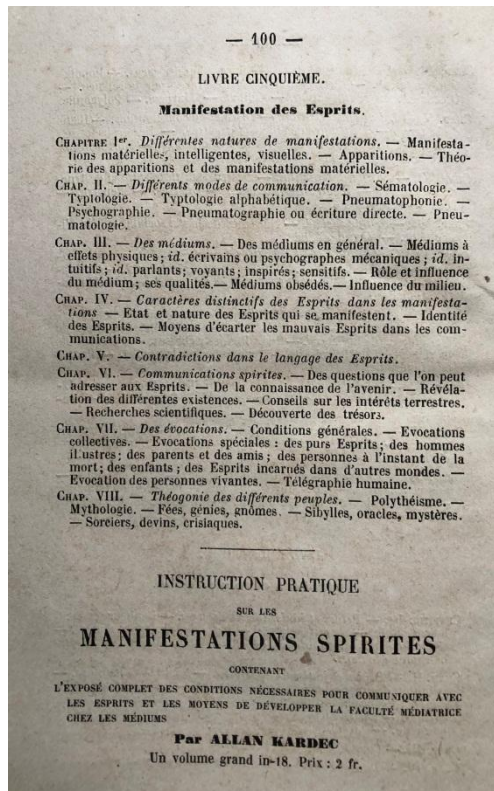 — 100 —
LIVRE CINQUIÈME.
Manifestation des Esprits.
CHAPITRE Ier. Différentes natures de manifestations. — Manifesta-
tions matérielles, intelligentes, visuelles. — Apparitions. — Théo-
rie des apparitions et des manifestations matérielles.
CHAP. II. — Différents modes de communication. — Sématologie. —
Typtologie. — Typtologie alphabétique. — Pneumatophonie. —
Psychographie. — Pneumatographie ou écriture directe. — Pneu-
matologie.
CHAP. III. — Des médiums. — Des médiums en général. — Médiums à
effets physiques; id. écrivains ou psychographes mécaniques; id. in-
tuitifs; id. parlants; voyants; inspirés; sensitifs. — Rôle et influence
du médium; ses qualités. — Médiums obsédés. — Influence du milieu.
CHAP. IV. — Caractères distinctifs des Esprits dans les manifesta-
tions — Etat et nature des Esprits qui se manifestent. — Identité
des Esprits. — Moyens d'écarter les mauvais Esprits dans les com-
munications.
CHAP. V. — Contradictions dans le langage des Esprits.
CHAP. VI. — Communications spirites. — Des questions que l'on peut
adresser aux Esprits. — De la connaissance de l'avenir. — Révéla-
tion des différentes existences. — Conseils sur les intérêts terrestres.
— Recherches scientifiques. — Découverte des trésors.
CHAP. VII. — Des évocations. — Conditions générales. — Evocations
collectives. — Evocations spéciales : des purs Esprits; des hommes
illustres; des parents et des amis; des personnes à l'instant de la
mort; des enfants; des Esprits incarnés dans d'autres mondes. —
Evocation des personnes vivantes. — Télégraphie humaine.
CHAP. VIII. — Théogonie des différents peuples. — Polythéisme. —
Mythologie. — Fées, génies, gnômes. — Sibylles, oracles, mystères.
— Sorciers, devins, crisiaques.
INSTRUCTION PRATIQUE
SUR LES
MANIFESTATIONS SPIRITES
CONTENANT
L'EXPOSÉ COMPLET DES CONDITIONS NÉCESSAIRES POUR COMMUNIQUER AVEC
LES ESPRITS ET LES MOYENS DE DÉVELOPPER LA FACULTÉ MÉDIATRICE
CHEZ LES MÉDIUMS
Par ALLAN KARDEC
Un volume grand in-18. Prix : 2 fr.